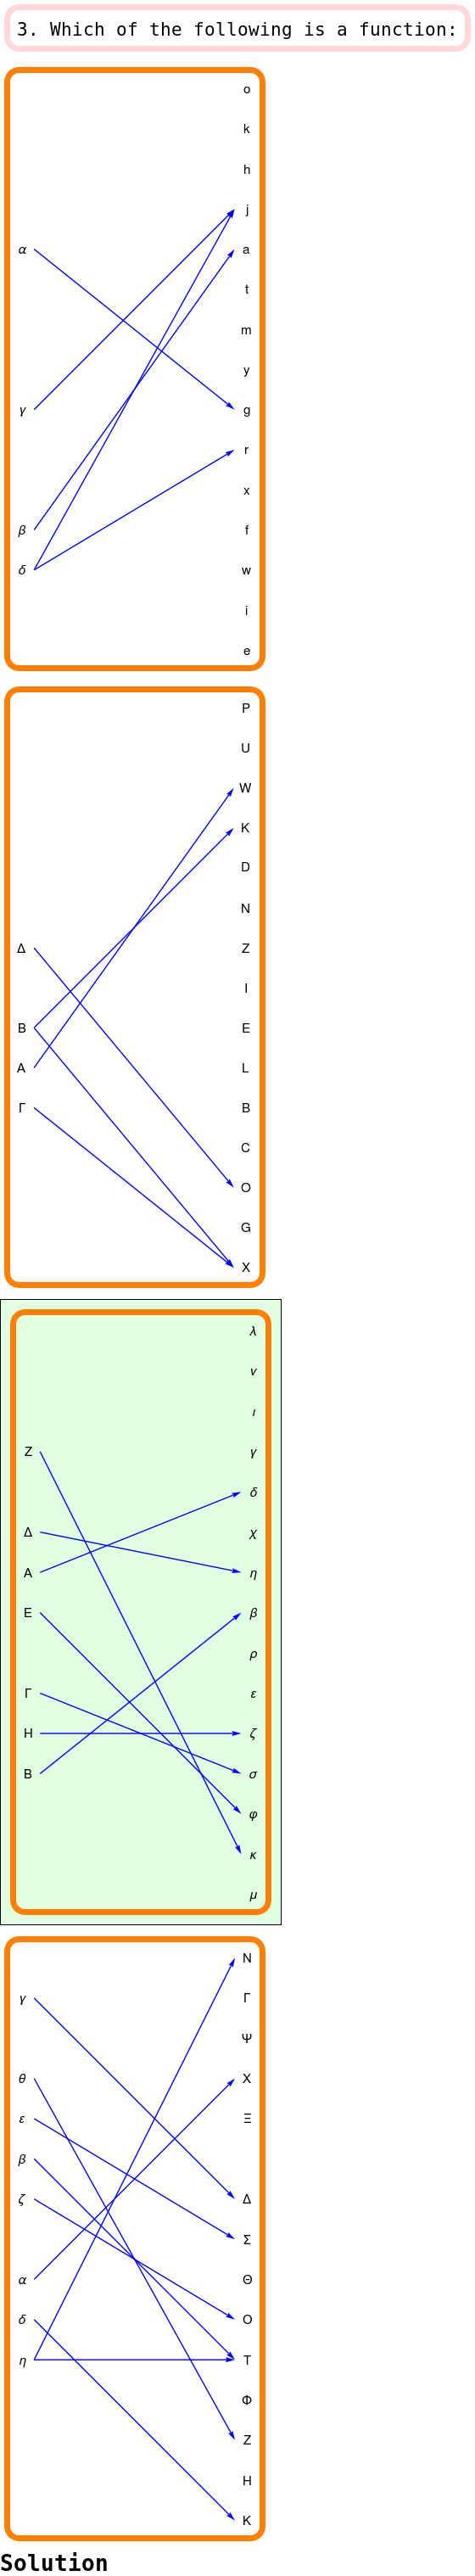 3. Which of the following is a function:
o
k
h
j
α
a
t
m
y
γ
g
r
x
β
f
δ
w
i
e
P
U
W
K
D
N
Δ
Z
I
B
E
A
L
Γ
B
C
O
G
X
λ
ν
ι
Z
γ
δ
Δ
χ
A
η
E
β
ρ
Γ
ε
H
ζ
B
σ
φ
κ
μ
N
γ
Γ
Ψ
θ
X
ε
Ξ
β
ζ
Δ
Σ
α
Θ
δ
O
η
T
Φ
Z
H
K
Solution